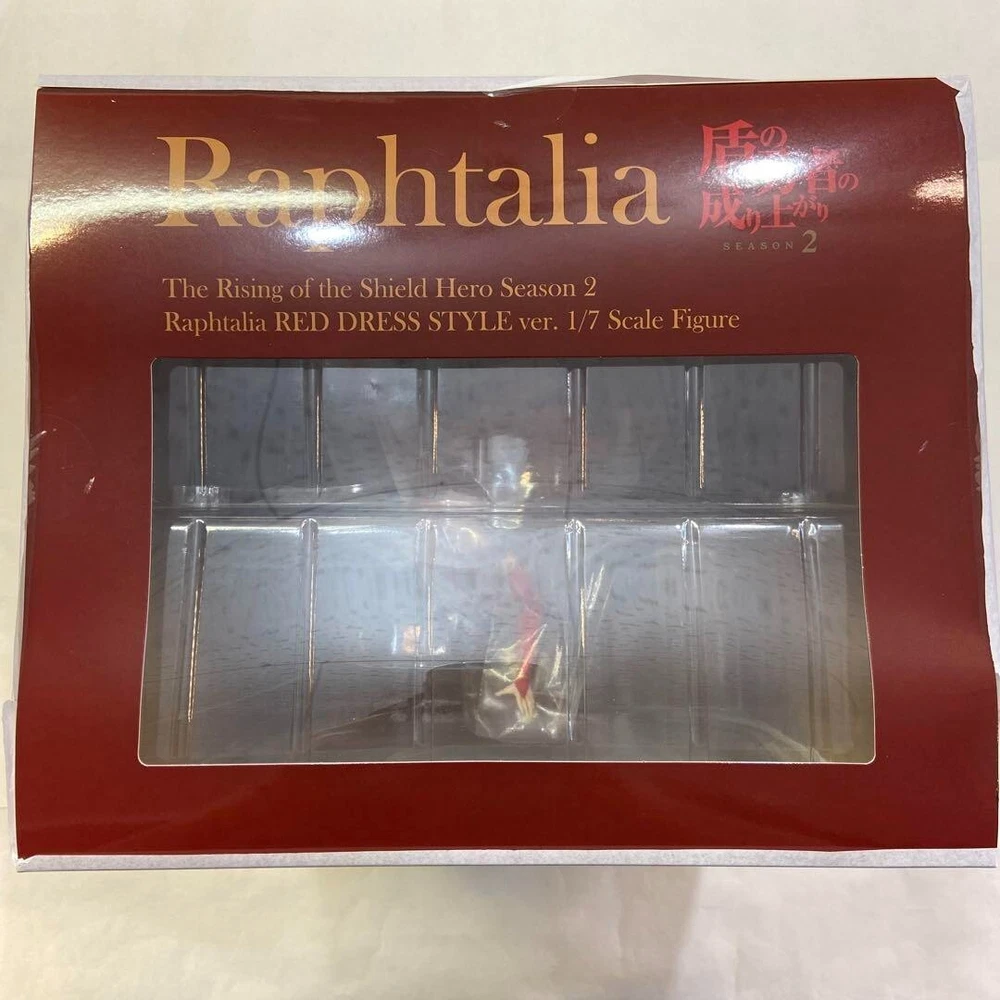 Raphtalia
盾の勇者の
成り上がり
SEASON 2
The Rising of the Shield Hero Season 2
Raphtalia RED DRESS STYLE ver. 1/7 Scale Figure